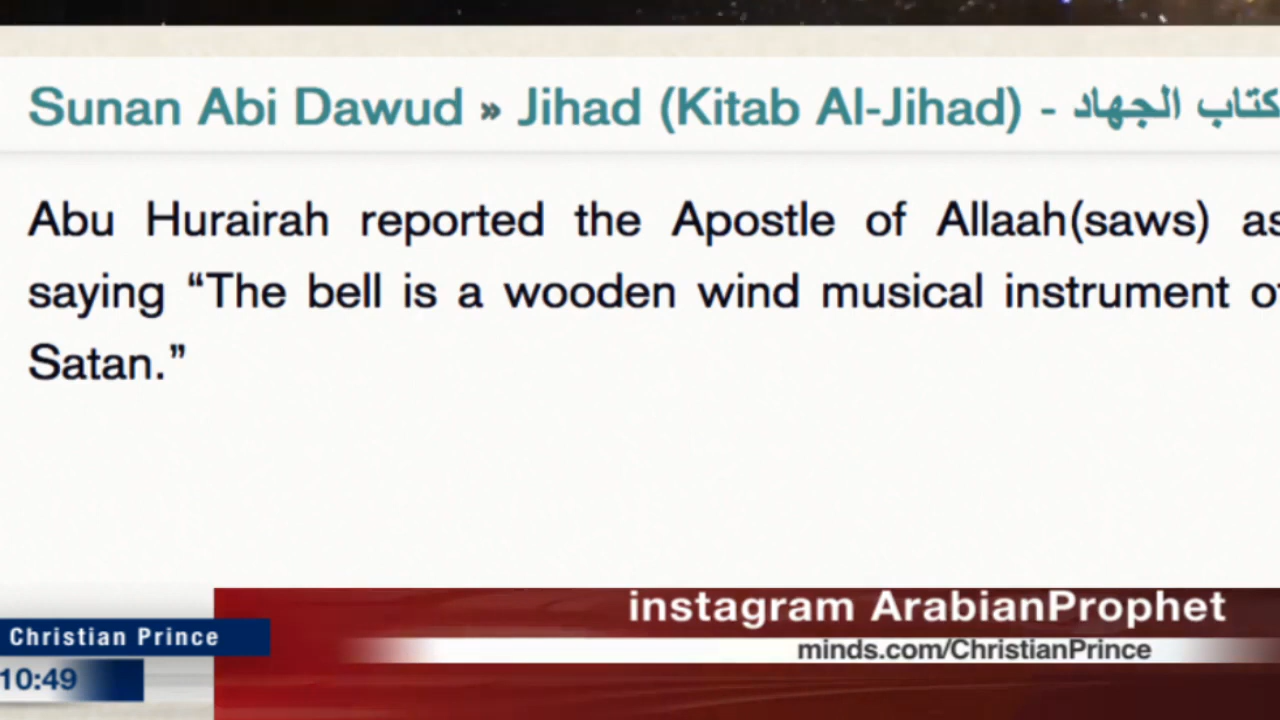 Sunan Abi Dawud » Jihad (Kitab Al-Jihad) - كتاب الجهاد
Abu Hurairah reported the Apostle of Allaah(saws) as
saying “The bell is a wooden wind musical instrument of
Satan.”
instagram ArabianProphet
Christian Prince
minds.com/ChristianPrince
10:49